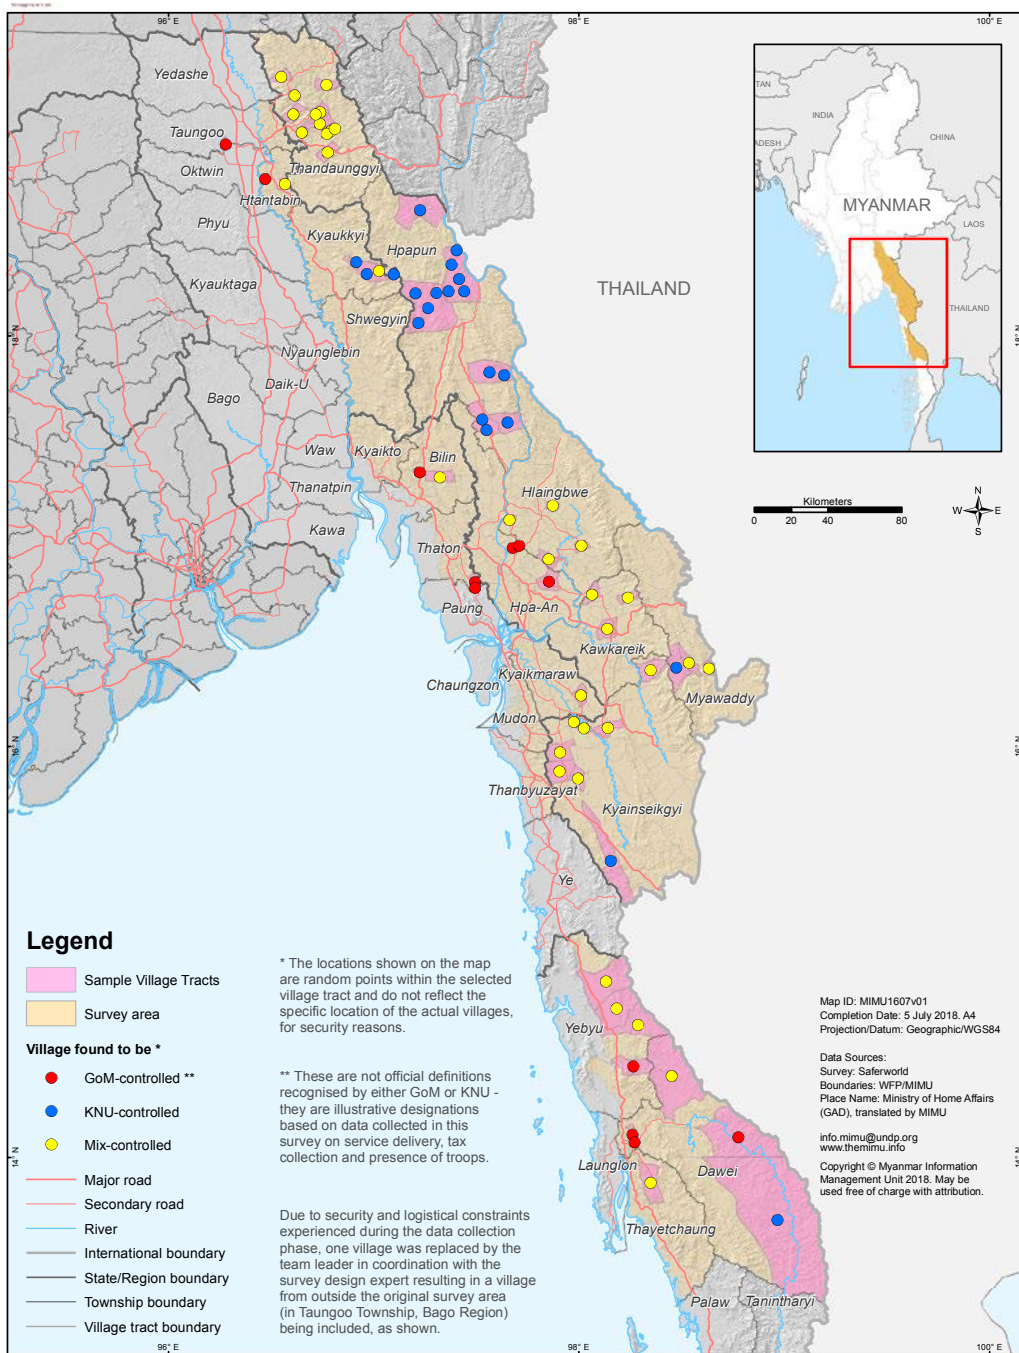 96° E
98° E
100° E
Yedashe
Taungoo
Oktwin
Thandaunggyi
Htantabin
Phyu
Kyaukkyi
Hpapun
Kyauktaga
Shwegyin
Nyaunglebin
Daik-U
Bago
Waw
Kyaikto
Bilin
Thanatpin
Kawa
Hlaingbwe
Thaton
Paung
Hpa-An
Kawkareik
Chaungzon
Kyaikmaraw
Myawaddy
Mudon
Thanbyuzayat
Kyainseikgyi
Ye
Yebyu
Launglon
Dawei
Thayetchaung
Palaw
Tanintharyi
THAILAND
18° N
18° N
16° N
16° N
14° N
14° N
TAN
INDIA
ADESH
CHINA
MYANMAR
LAOS
THAILAND
Kilometers
0 20 40 80
N
W E
S
Legend
Sample Village Tracts
Survey area
Village found to be *
GoM-controlled **
KNU-controlled
Mix-controlled
Major road
Secondary road
River
International boundary
State/Region boundary
Township boundary
Village tract boundary
* The locations shown on the map
are random points within the selected
village tract and do not reflect the
specific location of the actual villages,
for security reasons.
** These are not official definitions
recognised by either GoM or KNU -
they are illustrative designations
based on data collected in this
survey on service delivery, tax
collection and presence of troops.
Due to security and logistical constraints
experienced during the data collection
phase, one village was replaced by the
team leader in coordination with the
survey design expert resulting in a village
from outside the original survey area
(in Taungoo Township, Bago Region)
being included, as shown.
Map ID: MIMU1607v01
Completion Date: 5 July 2018. A4
Projection/Datum: Geographic/WGS84
Data Sources:
Survey: Saferworld
Boundaries: WFP/MIMU
Place Name: Ministry of Home Affairs
(GAD), translated by MIMU
info.mimu@undp.org
www.themimu.info
Copyright © Myanmar Information
Management Unit 2018. May be
used free of charge with attribution.
96° E
98° E
100° E